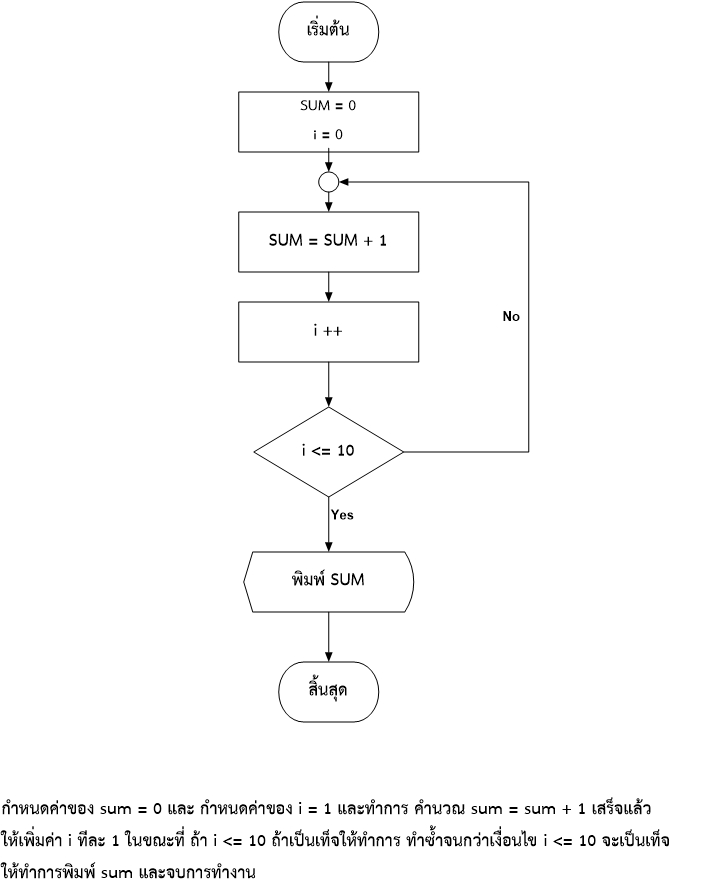 เริ่มต้น
SUM = 0
i = 0
SUM = SUM + 1
No
i ++
i <= 10
Yes
พิมพ์ SUM
สิ้นสุด
กำหนดค่าของ sum = 0 และ กำหนดค่าของ i = 1 และทำการ คำนวณ sum = sum + 1 เสร็จแล้ว
ให้เพิ่มค่า i ทีละ 1 ในขณะที่ ถ้า i <= 10 ถ้าเป็นเท็จให้ทำการ ทำซ้ำจนกว่าเงื่อนไข i <= 10 จะเป็นเท็จ
ให้ทำการพิมพ์ sum และจบการทำงาน